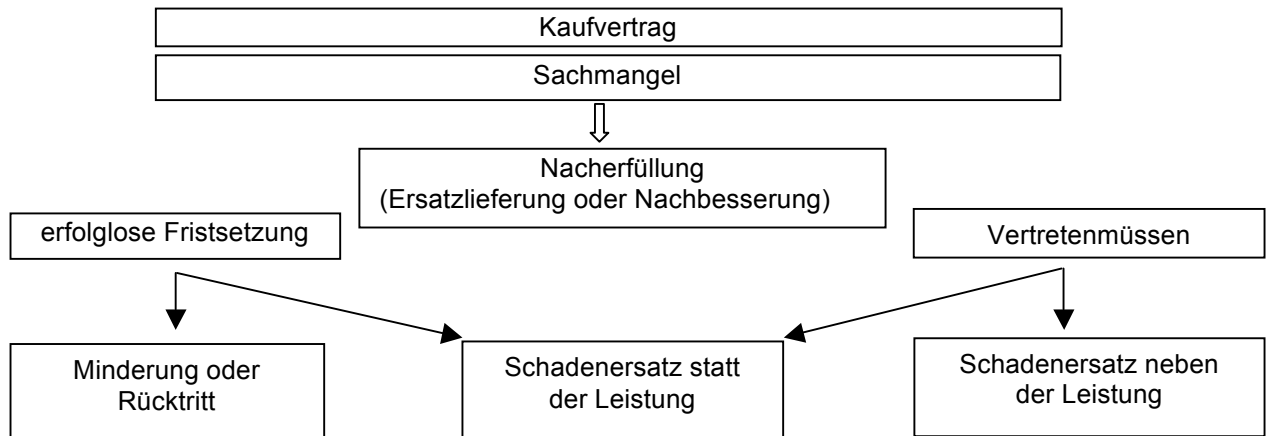 Kaufvertrag
Sachmangel
Nacherfüllung
(Ersatzlieferung oder Nachbesserung)
erfolglose Fristsetzung
Vertretenmüssen
Minderung oder
Rücktritt
Schadenersatz statt
der Leistung
Schadenersatz neben
der Leistung